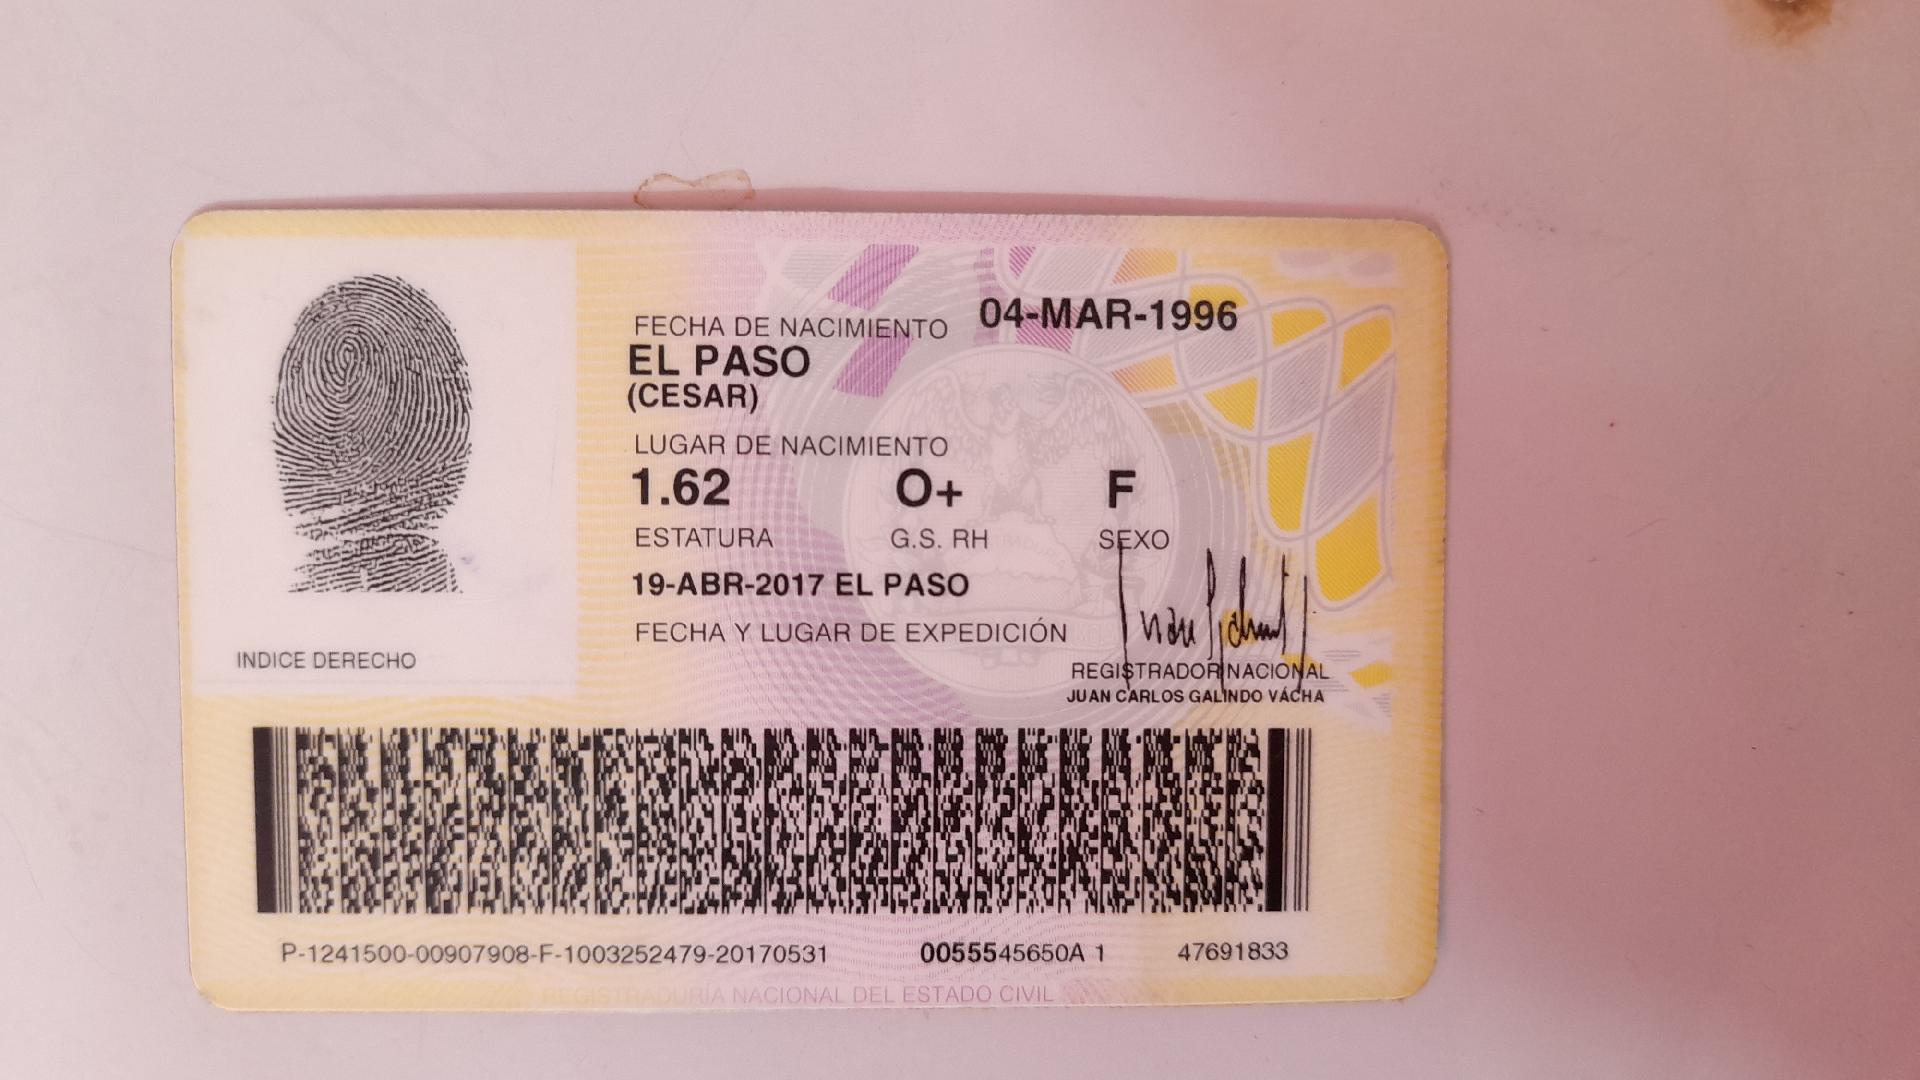 FECHA DE NACIMIENTO 04-MAR-1996
EL PASO
(CESAR)
LUGAR DE NACIMIENTO
1.62 O+ F
ESTATURA G.S. RH SEXO
19-ABR-2017 EL PASO
FECHA Y LUGAR DE EXPEDICIÓN
INDICE DERECHO
REGISTRADOR NACIONAL
JUAN CARLOS GALINDO VÁCHA
P-1241500-00907908-F-1003252479-20170531 0055545650A 1 47691833
REGISTRADURÍA NACIONAL DEL ESTADO CIVIL